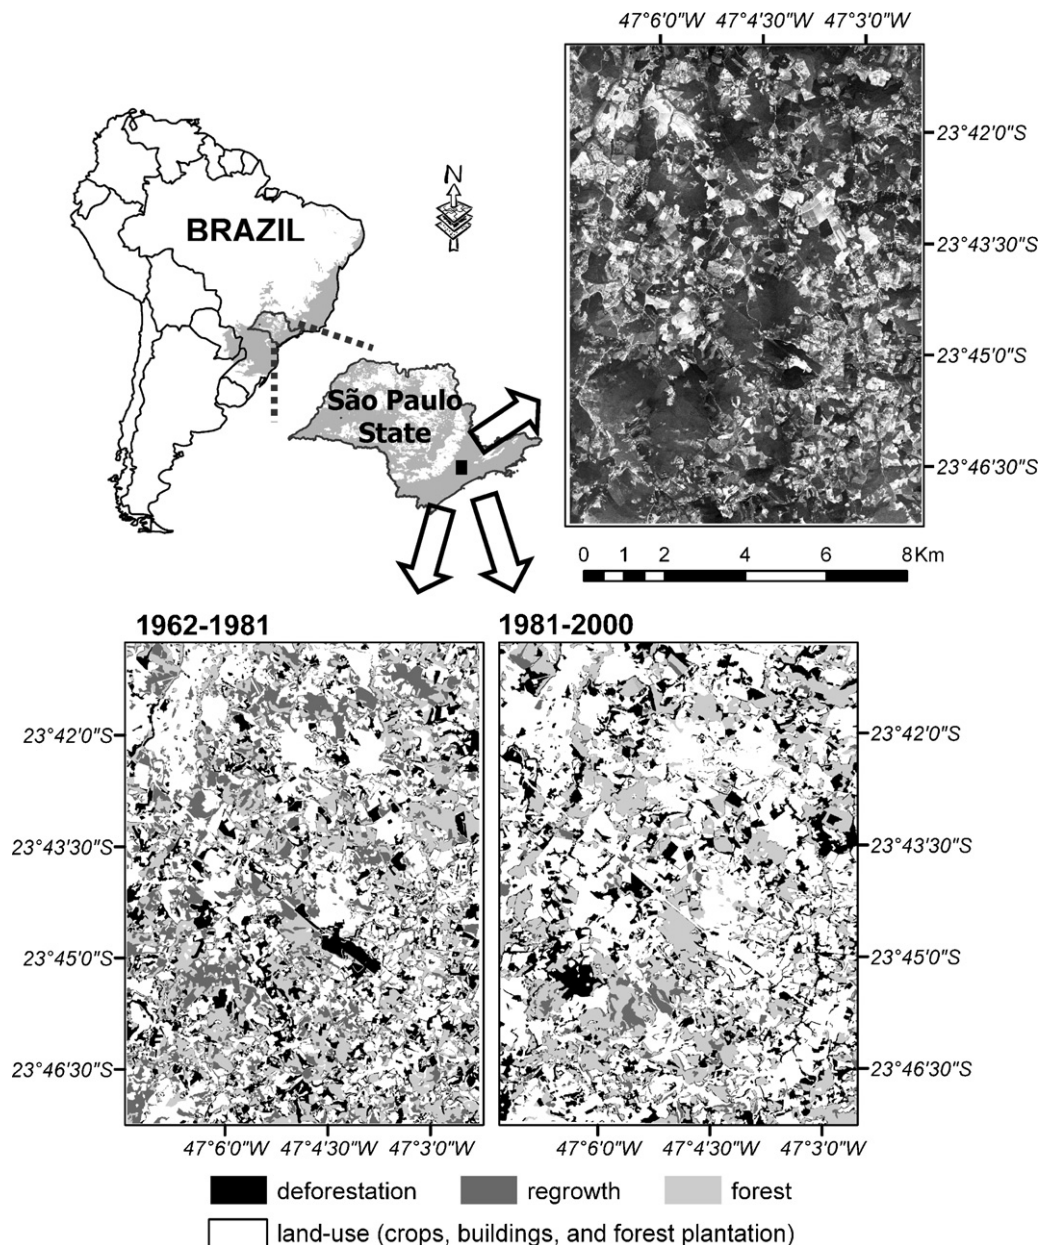 47°6'0"W 47°4'30"W 47°3'0"W
23°42'0"S
23°43'30"S
23°45'0"S
23°46'30"S
N
BRAZIL
São Paulo
State
0 1 2 4 6 8 Km
1962-1981
1981-2000
23°42'0"S
23°43'30"S
23°45'0"S
23°46'30"S
23°42'0"S
23°43'30"S
23°45'0"S
23°46'30"S
47°6'0"W 47°4'30"W 47°3'0"W
47°6'0"W 47°4'30"W 47°3'0"W
deforestation regrowth forest
land-use (crops, buildings, and forest plantation)